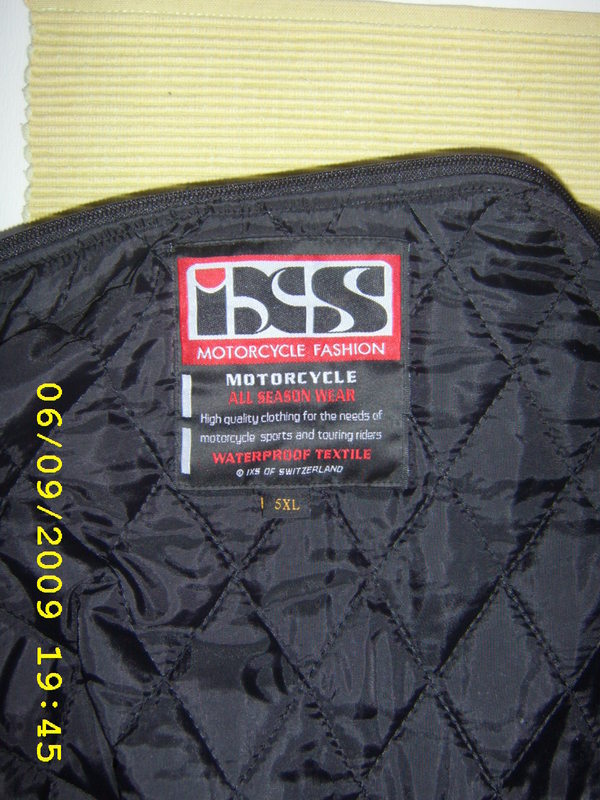 iXS
MOTORCYCLE FASHION
MOTORCYCLE
ALL SEASON WEAR
High quality clothing for the needs of
motorcycle sports and touring riders
WATERPROOF TEXTILE
© IXS OF SWITZERLAND
5XL
06/09/2009 19:45